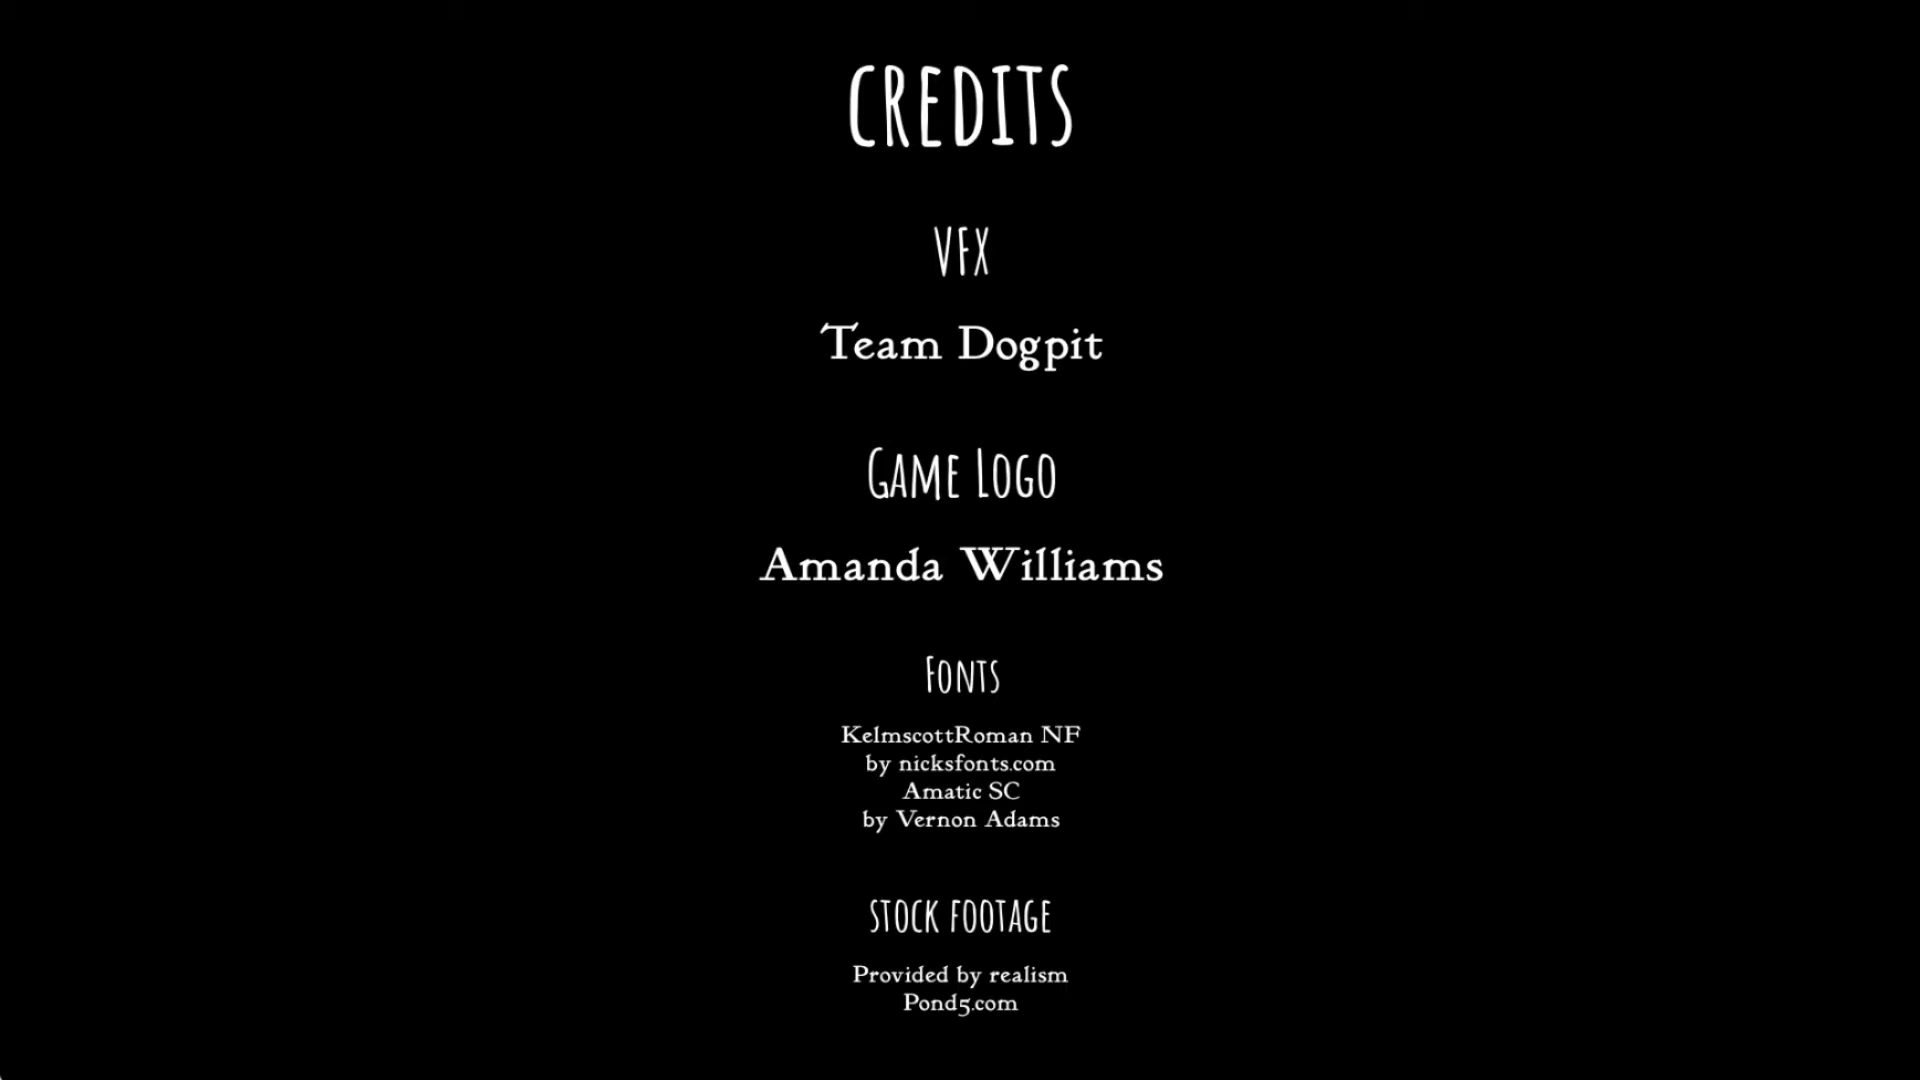 CREDITS
VFX
Team Dogpit
GAME LOGO
Amanda Williams
FONTS
KelmscottRoman NF
by nicksfonts.com
Amatic SC
by Vernon Adams
STOCK FOOTAGE
Provided by realism
Pond5.com